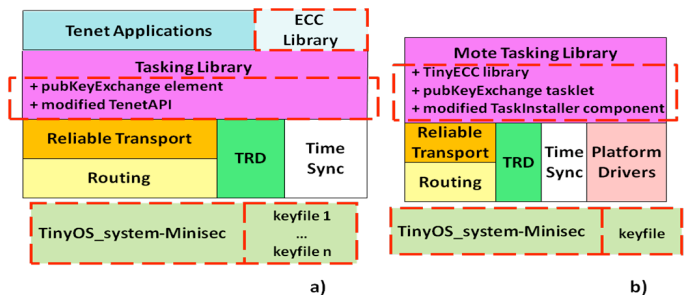 Tenet Applications
ECC
Library
Tasking Library
+ pubKeyExchange element
+ modified TenetAPI
Reliable Transport
Routing
TRD
Time
Sync
TinyOS_system-Minisec
keyfile 1
...
keyfile n
a)
Mote Tasking Library
+ TinyECC library
+ pubKeyExchange tasklet
+ modified TaskInstaller component
Reliable
Transport
Routing
TRD
Time
Sync
Platform
Drivers
TinyOS_system-Minisec
keyfile
b)